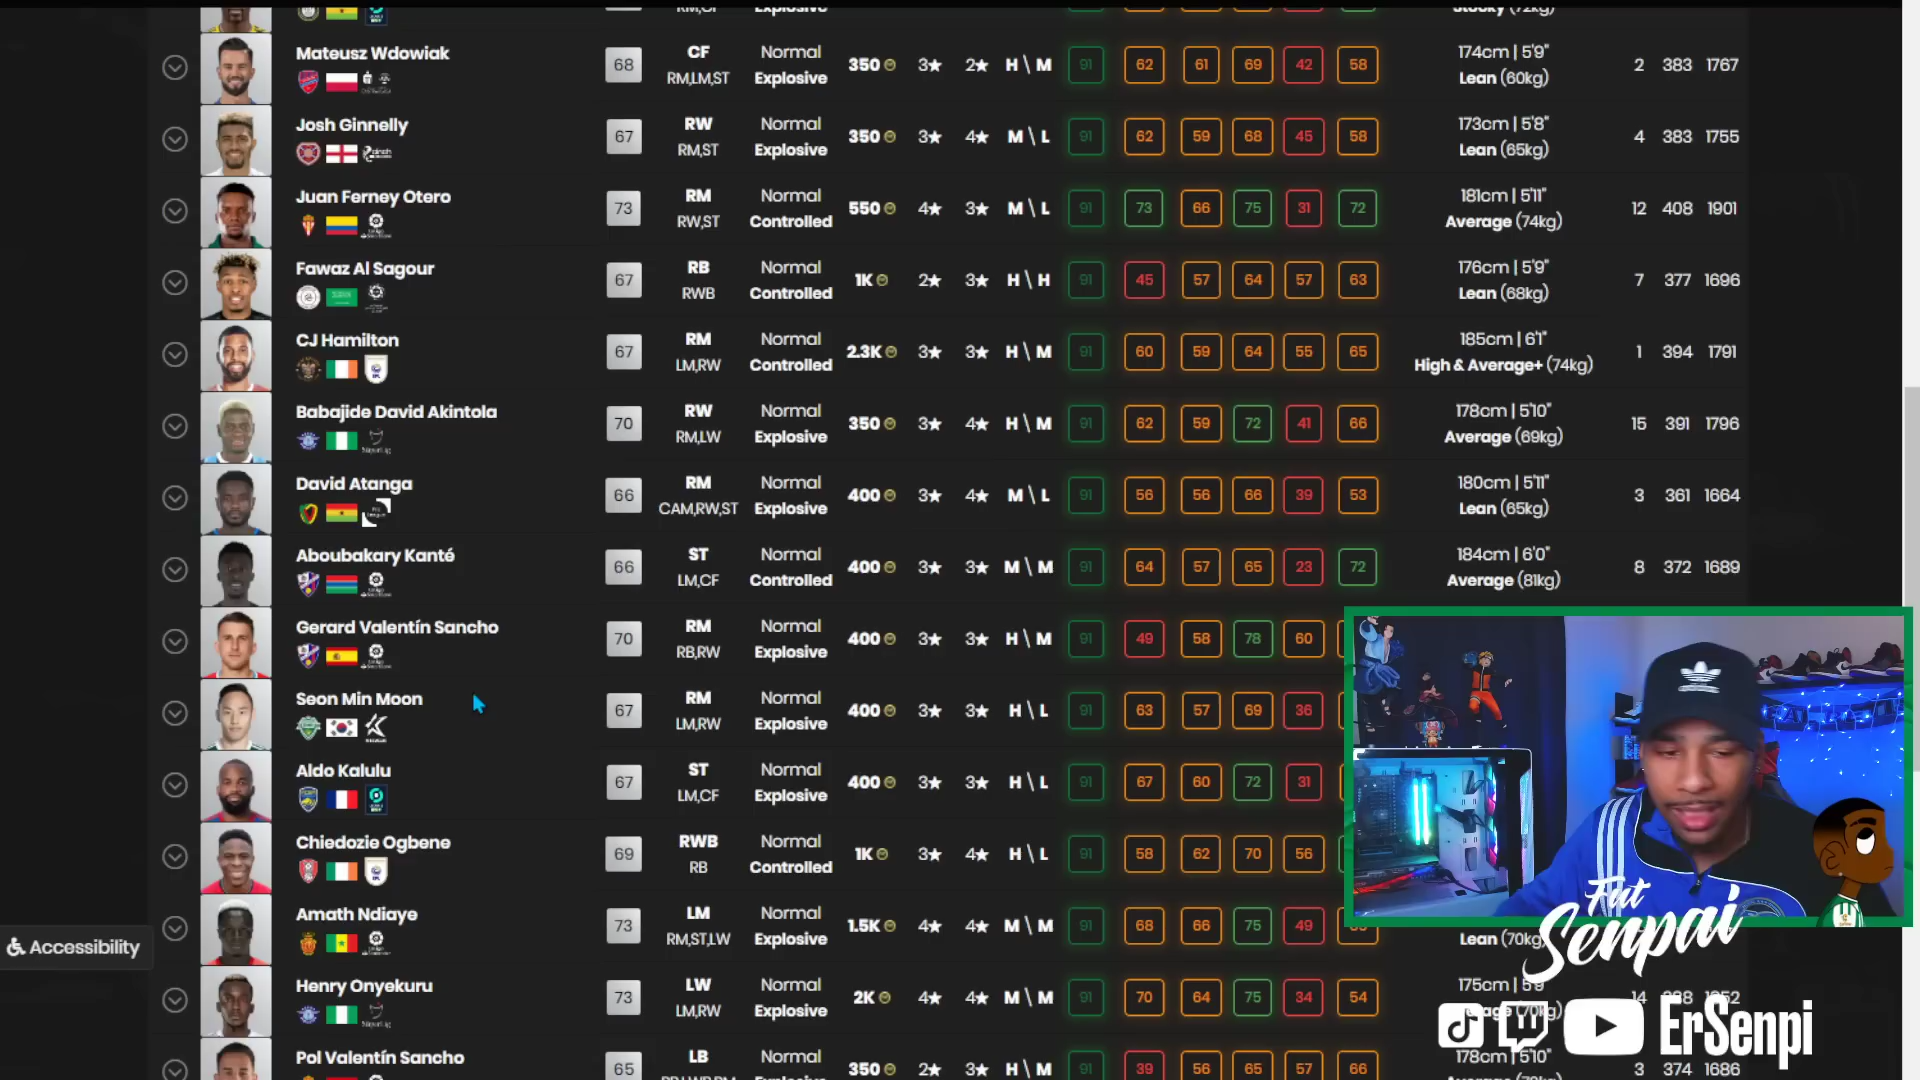 Mateusz Wdowiak 68 CF Normal 350 3★ 2★ H \ M 91 62 61 69 42 58 174cm | 5'9" 2 383 1767
RM,LM,ST Explosive Lean (60kg)
Josh Ginnelly 67 RW Normal 350 3★ 4★ M \ L 91 62 59 68 45 58 173cm | 5'8" 4 383 1755
RM,ST Explosive Lean (65kg)
Juan Ferney Otero 73 RM Normal 550 4★ 3★ M \ L 91 73 66 75 31 72 181cm | 5'11" 12 408 1901
RW,ST Controlled Average (74kg)
Fawaz Al Sagour 67 RB Normal 1K 2★ 3★ H \ H 91 45 57 64 57 63 176cm | 5'9" 7 377 1696
RWB Controlled Lean (68kg)
CJ Hamilton 67 RM Normal 2.3K 3★ 3★ H \ M 91 60 59 64 55 65 185cm | 6'1" 1 394 1791
LM,RW Controlled High & Average+ (74kg)
Babajide David Akintola 70 RW Normal 350 3★ 4★ H \ M 91 62 59 72 41 66 178cm | 5'10" 15 391 1796
RM,LW Explosive Average (69kg)
David Atanga 66 RM Normal 400 3★ 4★ M \ L 91 56 56 66 39 53 180cm | 5'11" 3 361 1664
CAM,RW,ST Explosive Lean (65kg)
Aboubakary Kanté 66 ST Normal 400 3★ 3★ M \ M 91 64 57 65 23 72 184cm | 6'0" 8 372 1689
LM,CF Controlled Average (81kg)
Gerard Valentín Sancho 70 RM Normal 400 3★ 3★ H \ M 91 49 58 78 60
RB,RW Explosive
Seon Min Moon 67 RM Normal 400 3★ 3★ H \ L 91 63 57 69 36
LM,RW Explosive
Aldo Kalulu 67 ST Normal 400 3★ 3★ H \ L 91 67 60 72 31
LM,CF Explosive
Chiedozie Ogbene 69 RWB Normal 1K 3★ 4★ H \ L 91 58 62 70 56
RB Controlled
Amath Ndiaye 73 LM Normal 1.5K 4★ 4★ M \ M 91 68 66 75 49
RM,ST,LW Explosive Lean (70kg)
Accessibility
Fut
Senpai
Henry Onyekuru 73 LW Normal 2K 4★ 4★ M \ M 91 70 64 75 34 54 175cm 14
LM,RW Explosive (70kg)
ErSenpi
Pol Valentín Sancho 65 LB Normal 350 2★ 3★ H \ M 91 39 56 65 57 66 178cm | 5'10" 3 374 1686